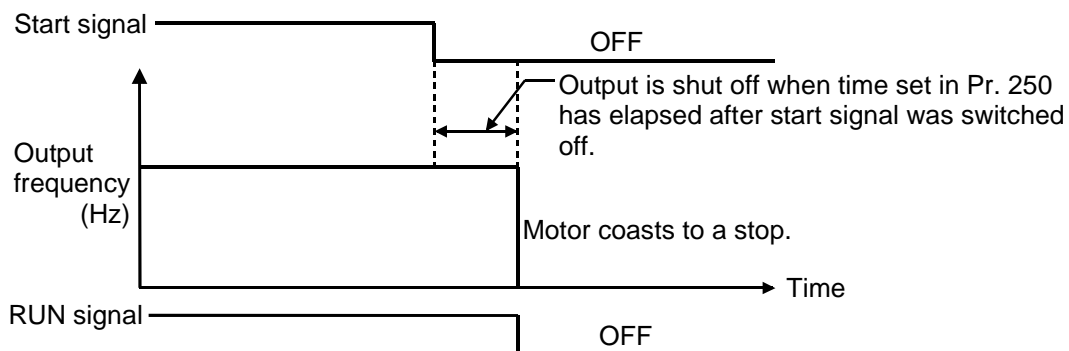 Start signal
OFF
Output is shut off when time set in Pr. 250
has elapsed after start signal was switched
off.
Output
frequency
(Hz)
Motor coasts to a stop.
Time
RUN signal
OFF